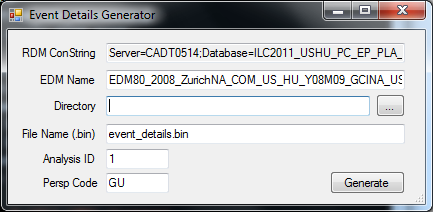 Event Details Generator
RDM ConString Server=CADT0514;Database=ILC2011_USHU_PC_EP_PLA_
EDM Name EDM80_2008_ZurichNA_COM_US_HU_Y08M09_GCINA_US
Directory ...
File Name (.bin) event_details.bin
Analysis ID 1
Persp Code GU Generate